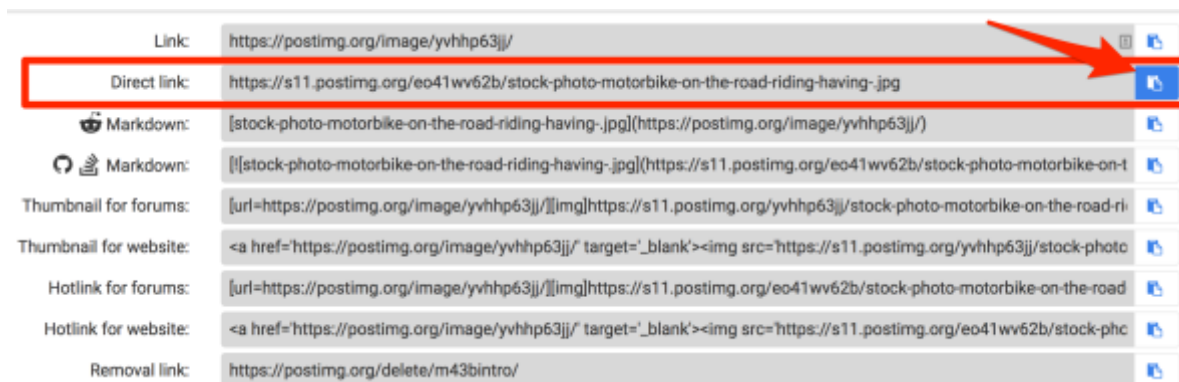 Link: https://postimg.org/image/yvhhp63jj/
Direct link: https://s11.postimg.org/eo41wv62b/stock-photo-motorbike-on-the-road-riding-having-.jpg
Markdown: [stock-photo-motorbike-on-the-road-riding-having-.jpg](https://postimg.org/image/yvhhp63jj/)
Markdown: [![stock-photo-motorbike-on-the-road-riding-having-.jpg](https://s11.postimg.org/eo41wv62b/stock-photo-motorbike-on-t
Thumbnail for forums: [url=https://postimg.org/image/yvhhp63jj/][img]https://s11.postimg.org/yvhhp63jj/stock-photo-motorbike-on-the-road-ri
Thumbnail for website: <a href='https://postimg.org/image/yvhhp63jj/' target='_blank'><img src='https://s11.postimg.org/yvhhp63jj/stock-photo
Hotlink for forums: [url=https://postimg.org/image/yvhhp63jj/][img]https://s11.postimg.org/eo41wv62b/stock-photo-motorbike-on-the-road
Hotlink for website: <a href='https://postimg.org/image/yvhhp63jj/' target='_blank'><img src='https://s11.postimg.org/eo41wv62b/stock-phc
Removal link: https://postimg.org/delete/m43bintro/